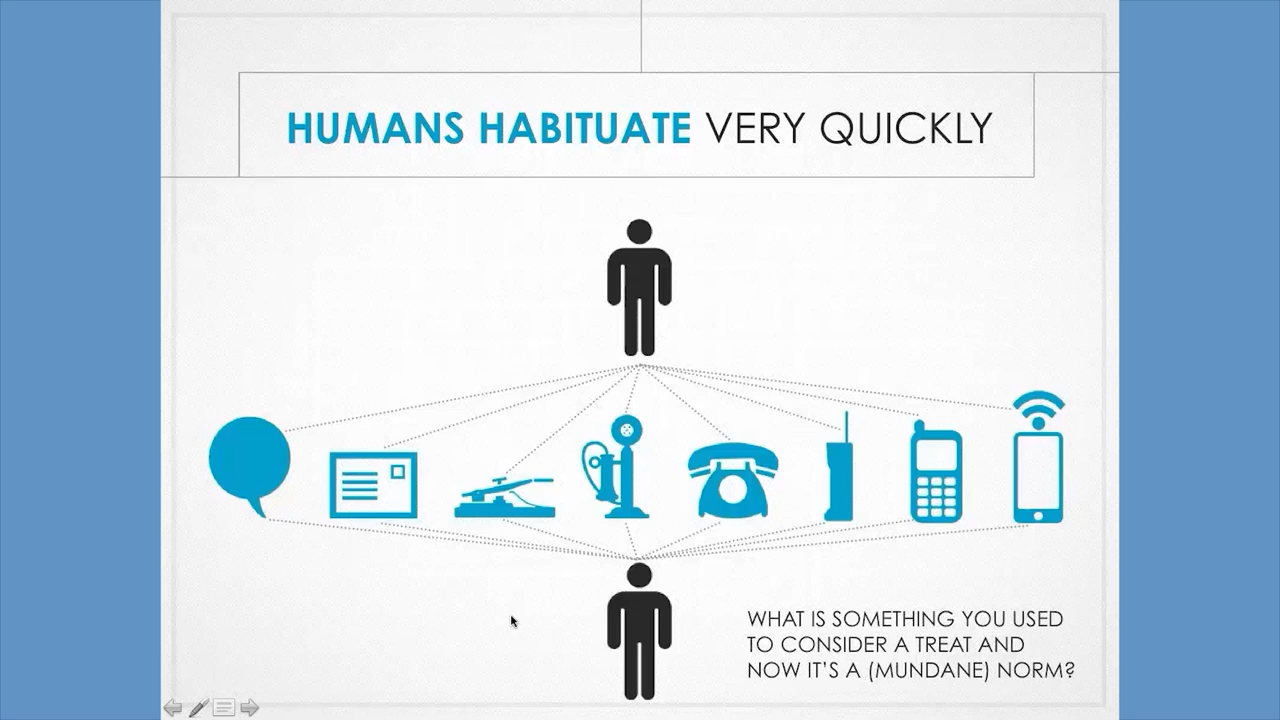 HUMANS HABITUATE VERY QUICKLY
WHAT IS SOMETHING YOU USED
TO CONSIDER A TREAT AND
NOW IT'S A (MUNDANE) NORM?